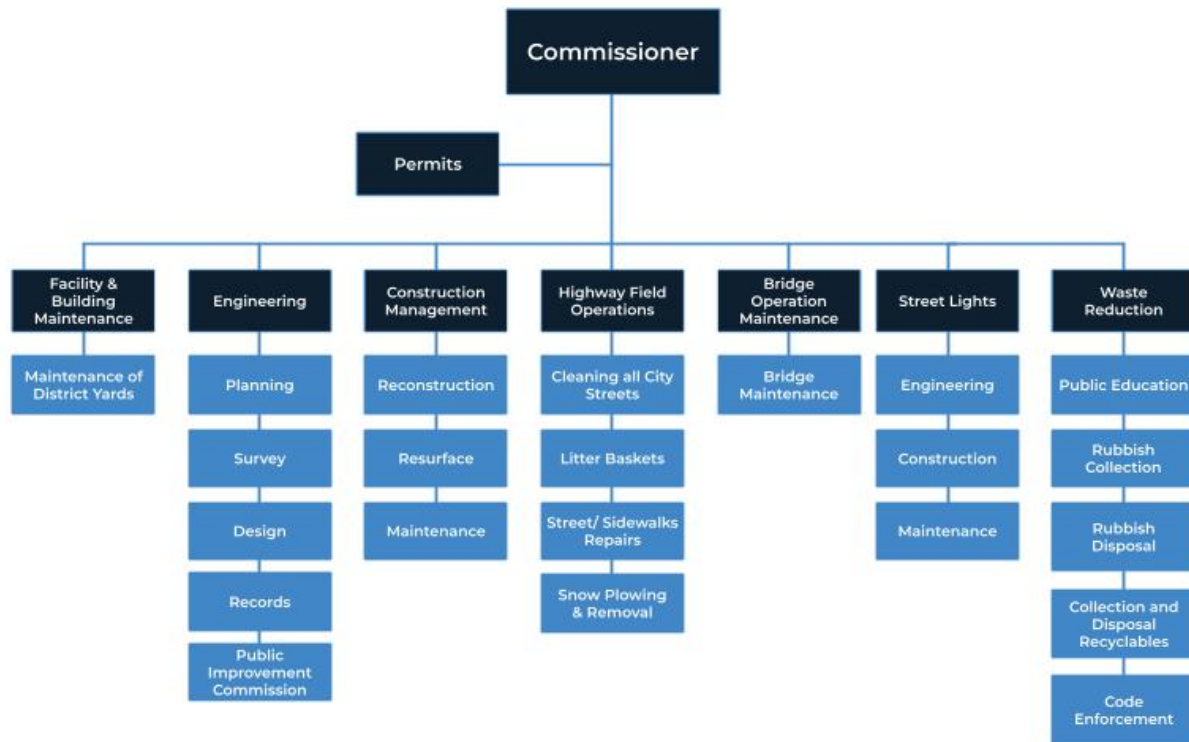 Commissioner
Permits
Facility &
Building
Maintenance
Maintenance of
District Yards
Engineering
Planning
Survey
Design
Records
Public
Improvement
Commission
Construction
Management
Reconstruction
Resurface
Maintenance
Highway Field
Operations
Cleaning all City
Streets
Litter Baskets
Street/ Sidewalks
Repairs
Snow Plowing
& Removal
Bridge
Operation
Maintenance
Bridge
Maintenance
Street Lights
Engineering
Construction
Maintenance
Waste
Reduction
Public Education
Rubbish
Collection
Rubbish
Disposal
Collection and
Disposal
Recyclables
Code
Enforcement